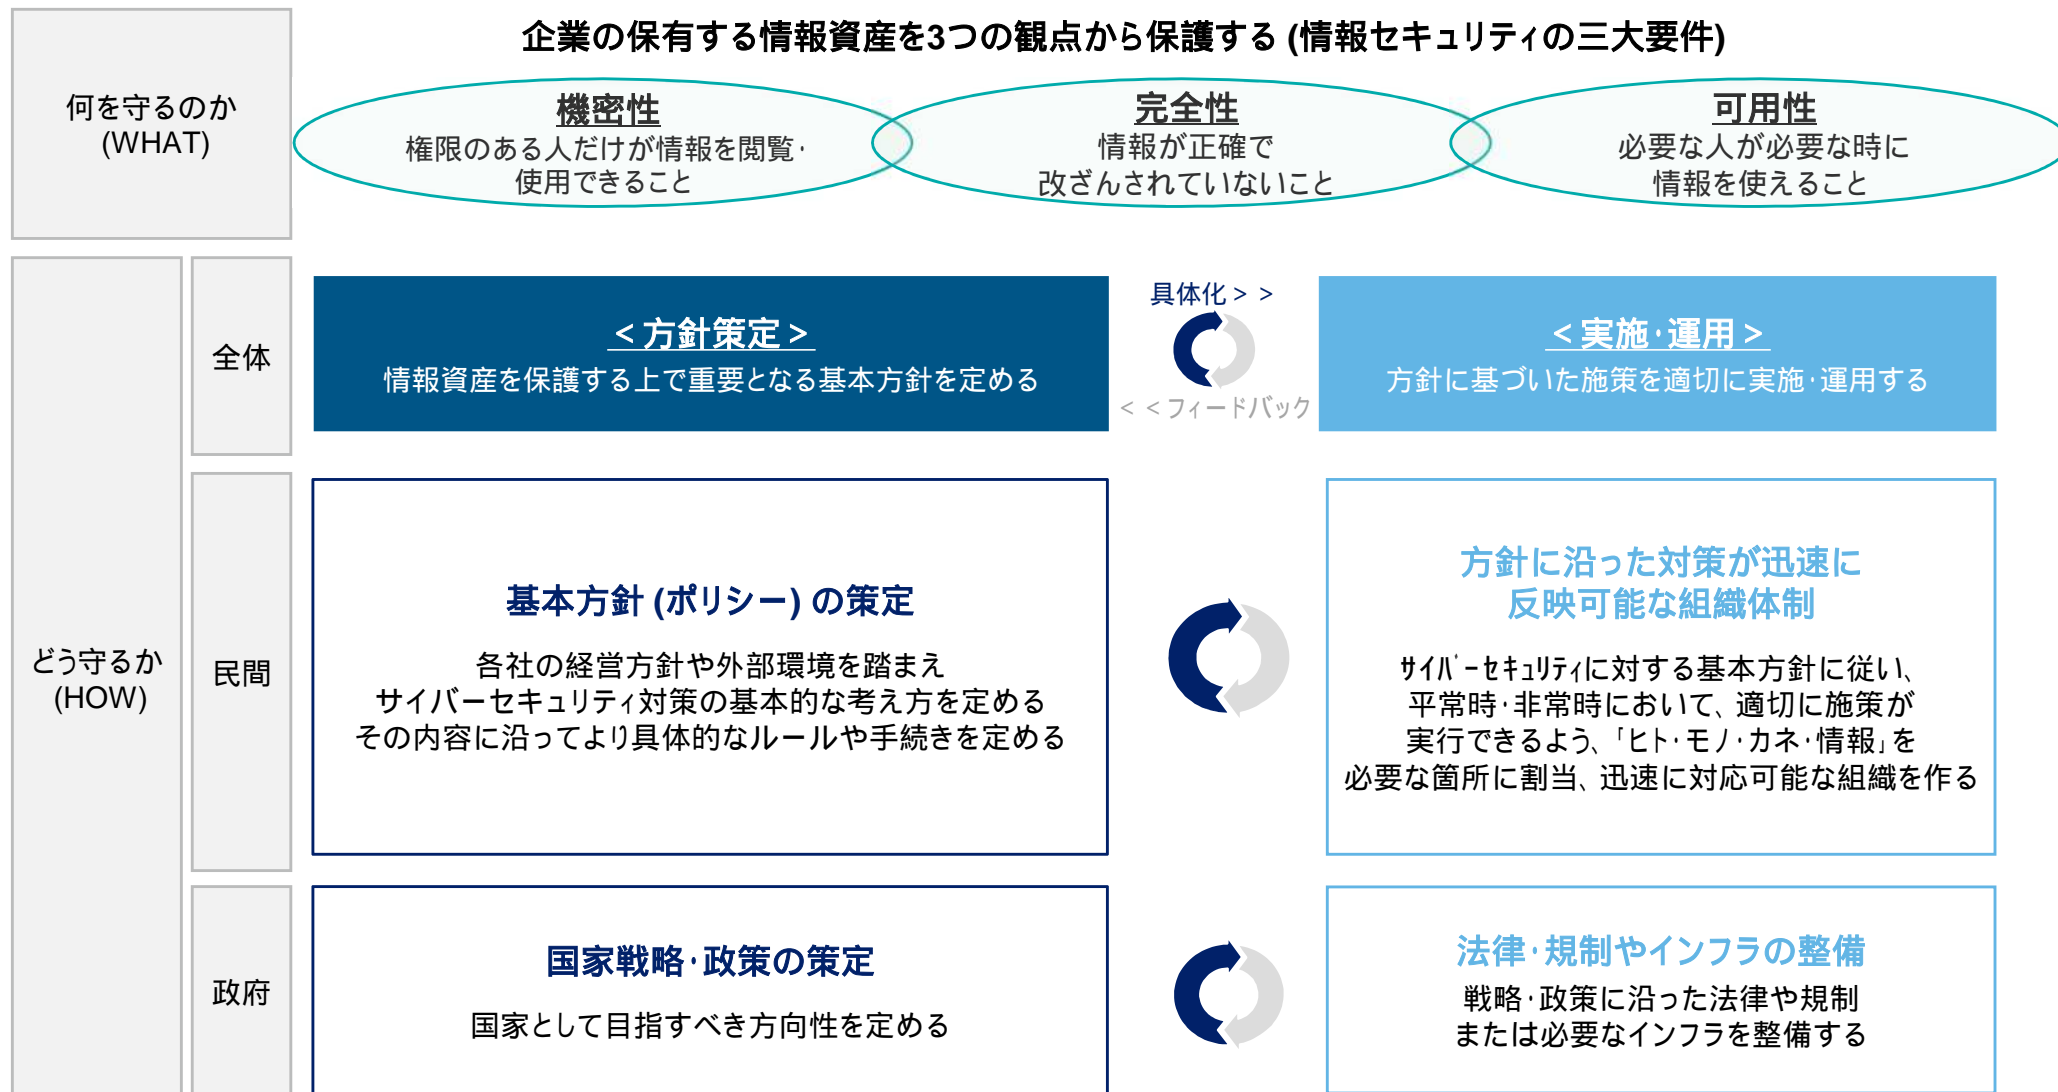 企業の保有する情報資産を3つの観点から保護する (情報セキュリティの三大要件)
何を守るのか
(WHAT)
機密性
権限のある人だけが情報を閲覧・
使用できること
完全性
情報が正確で
改ざんされていないこと
可用性
必要な人が必要な時に
情報を使えること
どう守るか
(HOW)
全体
<方針策定>
情報資産を保護する上で重要となる基本方針を定める
具体化>>
<<フィードバック
<実施・運用>
方針に基づいた施策を適切に実施・運用する
民間
基本方針 (ポリシー) の策定
各社の経営方針や外部環境を踏まえ
サイバーセキュリティ対策の基本的な考え方を定める
その内容に沿ってより具体的なルールや手続きを定める
方針に沿った対策が迅速に
反映可能な組織体制
ｻｲﾊﾞｰｾｷｭﾘﾃｨに対する基本方針に従い、
平常時・非常時において、適切に施策が
実行できるよう、「ヒト・モノ・カネ・情報」を
必要な箇所に割当、迅速に対応可能な組織を作る
政府
国家戦略・政策の策定
国家として目指すべき方向性を定める
法律・規制やインフラの整備
戦略・政策に沿った法律や規制
または必要なインフラを整備する